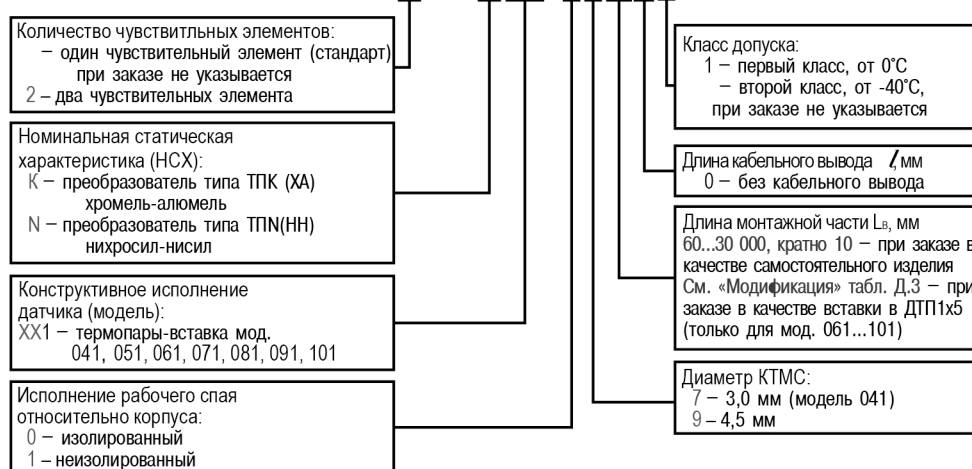 Количество чувствитльных элементов:
– один чувствительный элемент (стандарт)
при заказе не указывается
2 – два чувствительных элемента
Номинальная статическая
характеристика (НСХ):
К – преобразователь типа ТПК (ХА)
хромель-алюмель
N – преобразователь типа ТПN(НН)
нихросил-нисил
Конструктивное исполнение
датчика (модель):
XX1 – термопары-вставка мод.
041, 051, 061, 071, 081, 091, 101
Исполнение рабочего спая
относительно корпуса:
0 – изолированный
1 – неизолированный
Класс допуска:
1 – первый класс, от 0°С
– второй класс, от -40°С,
при заказе не указывается
Длина кабельного вывода l, мм
0 – без кабельного вывода
Длина монтажной части Lв, мм
60...30 000, кратно 10 – при заказе в
качестве самостоятельного изделия
См. «Модификация» табл. Д.3 – при
заказе в качестве вставки в ДТП1х5
(только для мод. 061...101)
Диаметр КТМС:
7 – 3,0 мм (модель 041)
9 – 4,5 мм